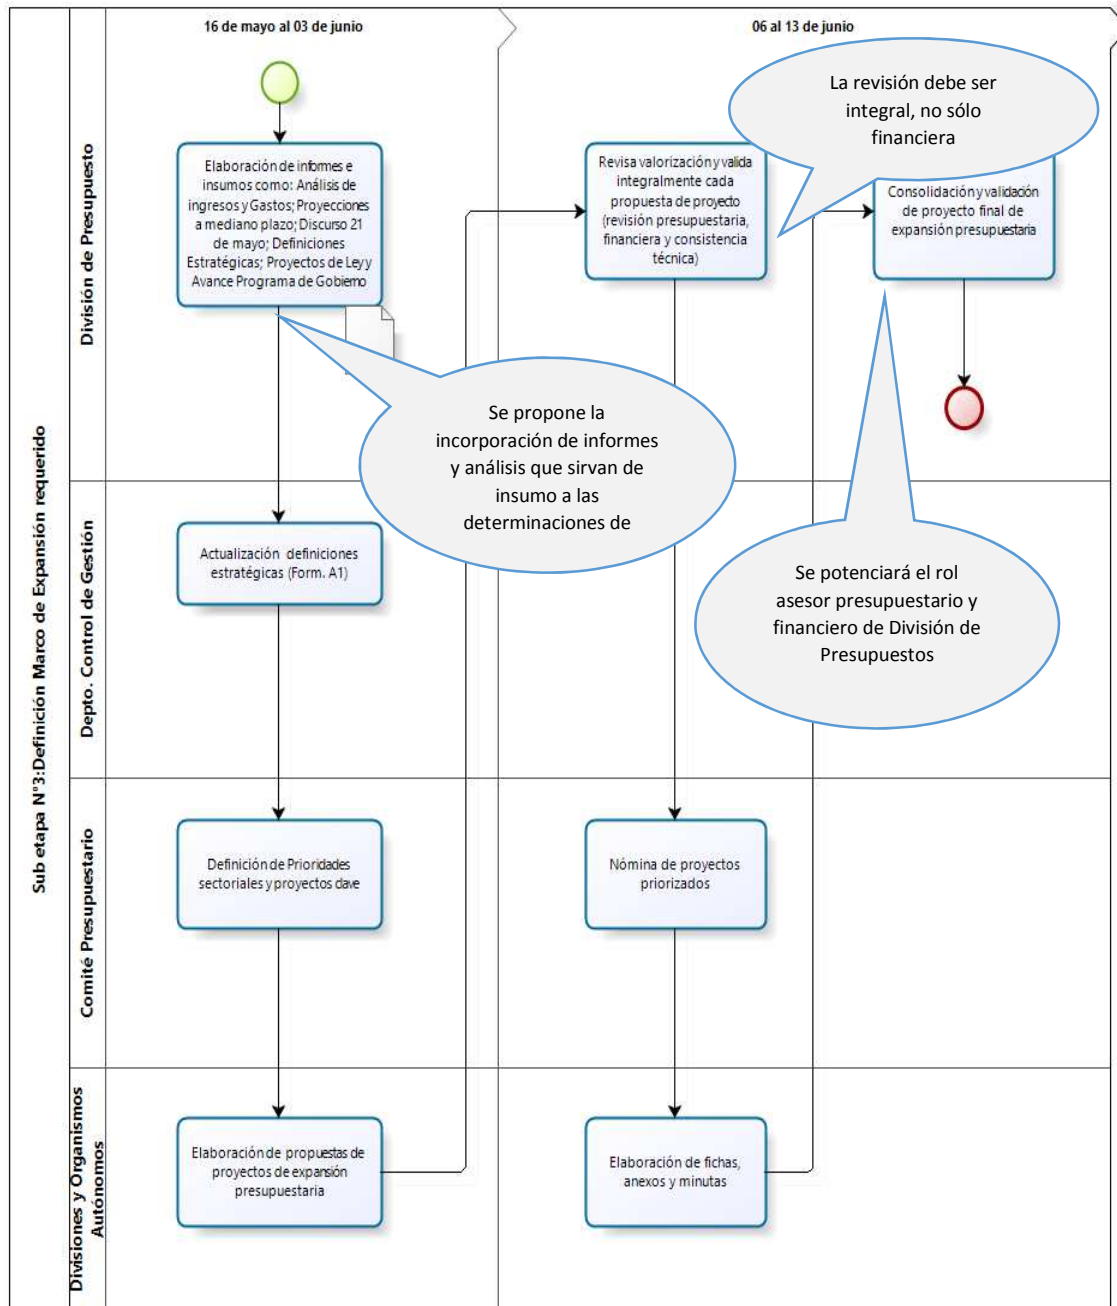 16 de mayo al 03 de junio
06 al 13 de junio
Sub etapa N°3:Definición Marco de Expansión requerido
División de Presupuesto
Elaboración de informes e
insumos como: Análisis de
ingresos y Gastos; Proyecciones
a mediano plazo; Discurso 21
de mayo; Definiciones
Estratégicas; Proyectos de Ley y
Avance Programa de Gobierno
Revisa valorización y valida
integralmente cada
propuesta de proyecto
(revisión presupuestaria,
financiera y consistencia
técnica)
La revisión debe ser
integral, no sólo
financiera
Consolidación y validación
de proyecto final de
expansión presupuestaria
Se propone la
incorporación de informes
y análisis que sirvan de
insumo a las
determinaciones de
Depto. Control de Gestión
Actualización definiciones
estratégicas (Form. A1)
Se potenciará el rol
asesor presupuestario y
financiero de División de
Presupuestos
Comité Presupuestario
Definición de Prioridades
sectoriales y proyectos clave
Nómina de proyectos
priorizados
Divisiones y Organismos
Autónomos
Elaboración de propuestas de
proyectos de expansión
presupuestaria
Elaboración de fichas,
anexos y minutas